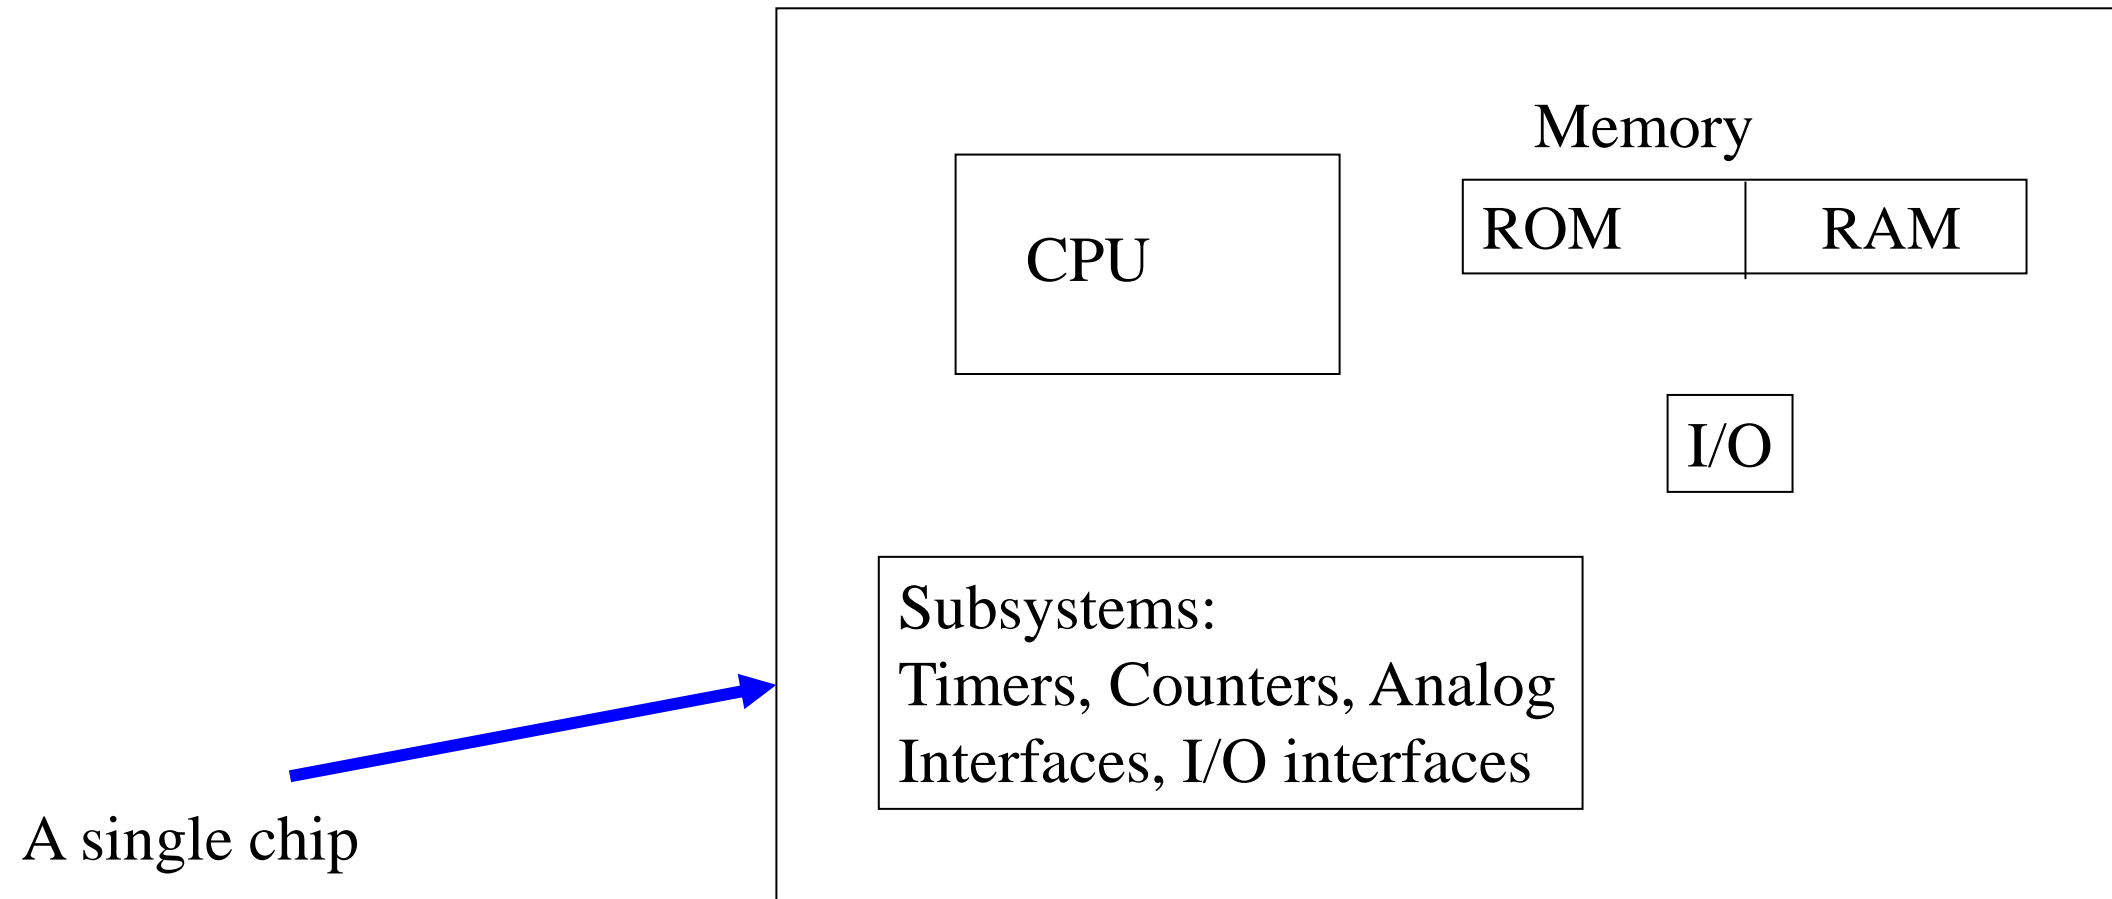 Memory
ROM
RAM
CPU
I/O
Subsystems:
Timers, Counters, Analog
Interfaces, I/O interfaces
A single chip